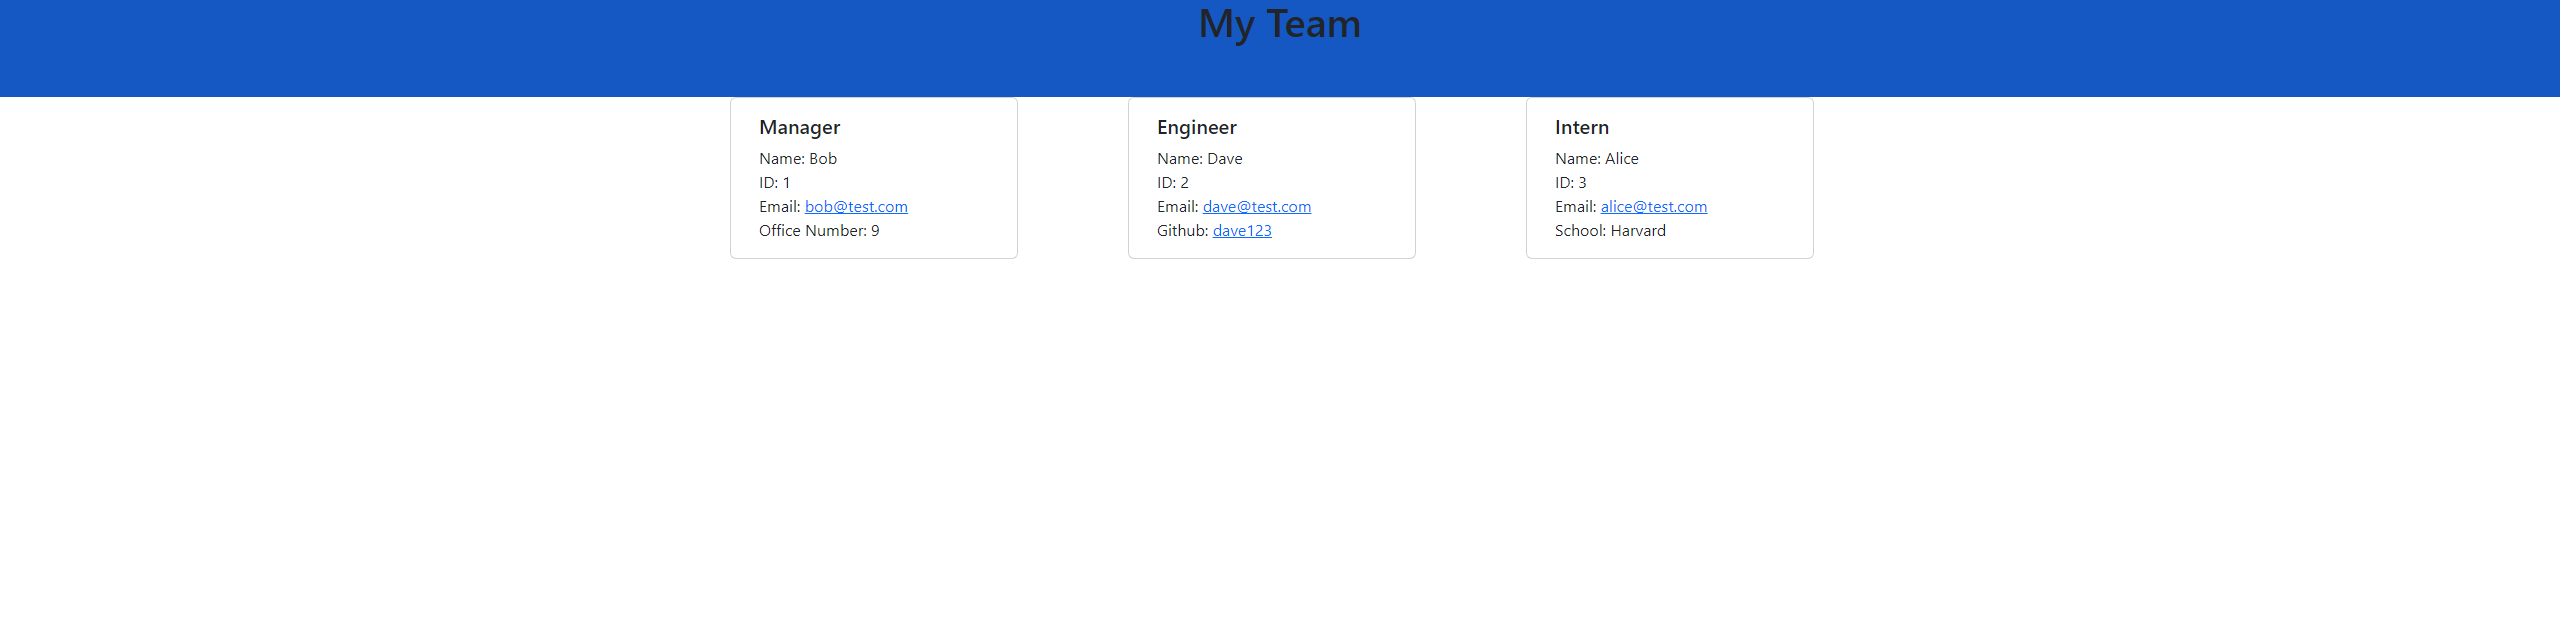 My Team
Manager
Name: Bob
ID: 1
Email: bob@test.com
Office Number: 9
Engineer
Name: Dave
ID: 2
Email: dave@test.com
Github: dave123
Intern
Name: Alice
ID: 3
Email: alice@test.com
School: Harvard